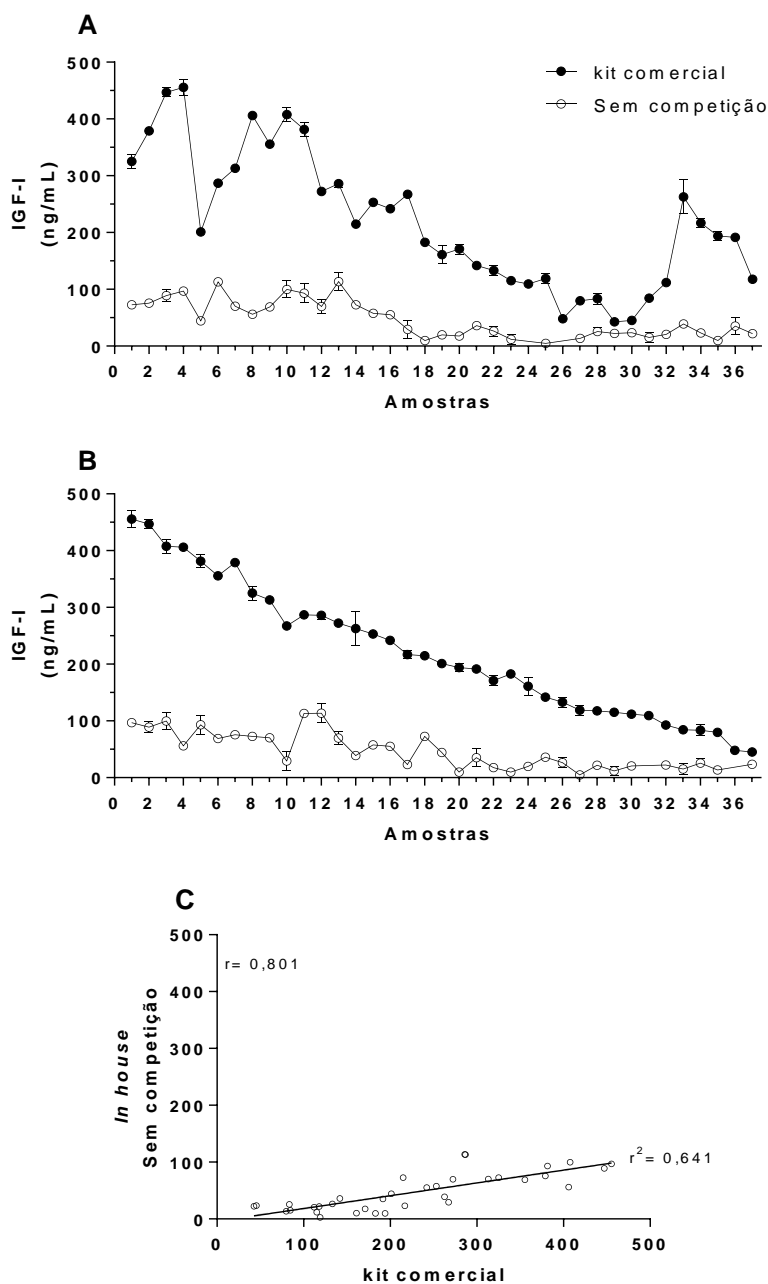 A
500
400
300
200
100
0
IGF-I
(ng/mL)
kit comercial
Sem competição
0 2 4 6 8 10 12 14 16 18 20 22 24 26 28 30 32 34 36
Amostras
B
500
400
300
200
100
0
IGF-I
(ng/mL)
0 2 4 6 8 10 12 14 16 18 20 22 24 26 28 30 32 34 36
Amostras
C
500
400
300
200
100
0
In house
Sem competição
r= 0,801
r²= 0,641
0 100 200 300 400 500
kit comercial